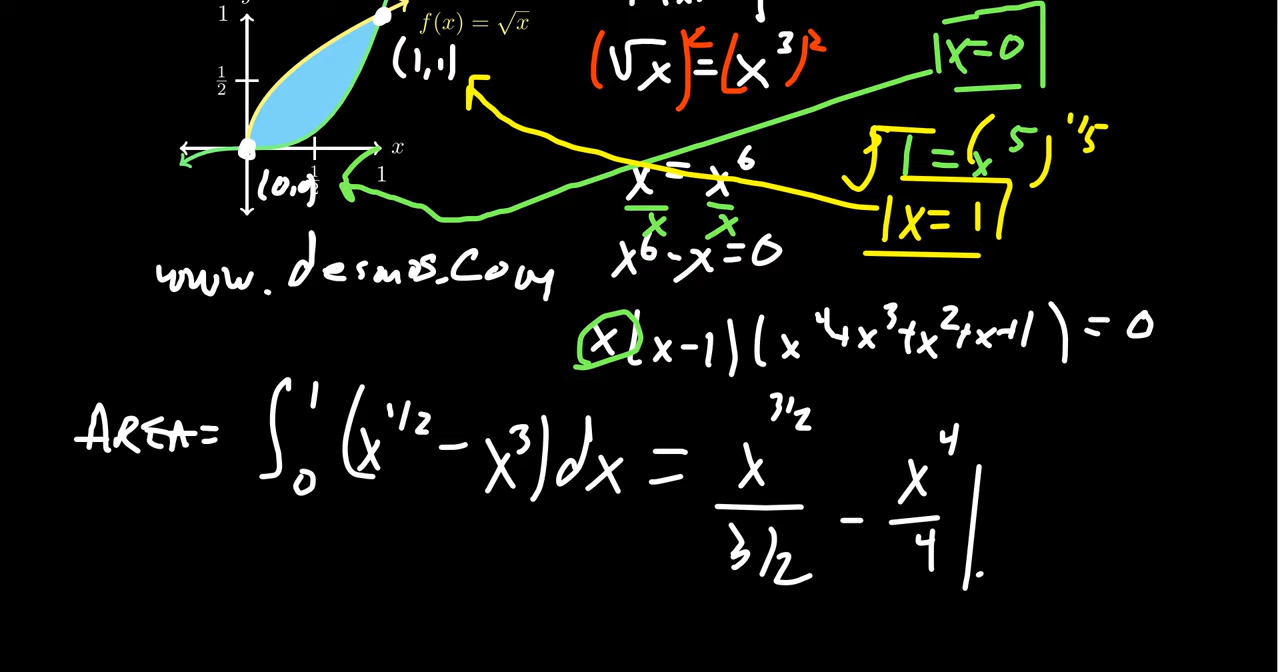 1
f(x) = √x
(1,1)
1/2
(√x)² = (x³)²
x = 0
x
1/2
1
(0,0)
x = x⁶
x x
1 = (x⁵)^1/5
x = 1
x⁶ - x = 0
www.desmos.com
x(x-1)(x⁴+x³+x²+x+1) = 0
AREA = ∫₀¹ (x^1/2 - x³)dx = x^3/2 / 3/2 - x⁴/4 |